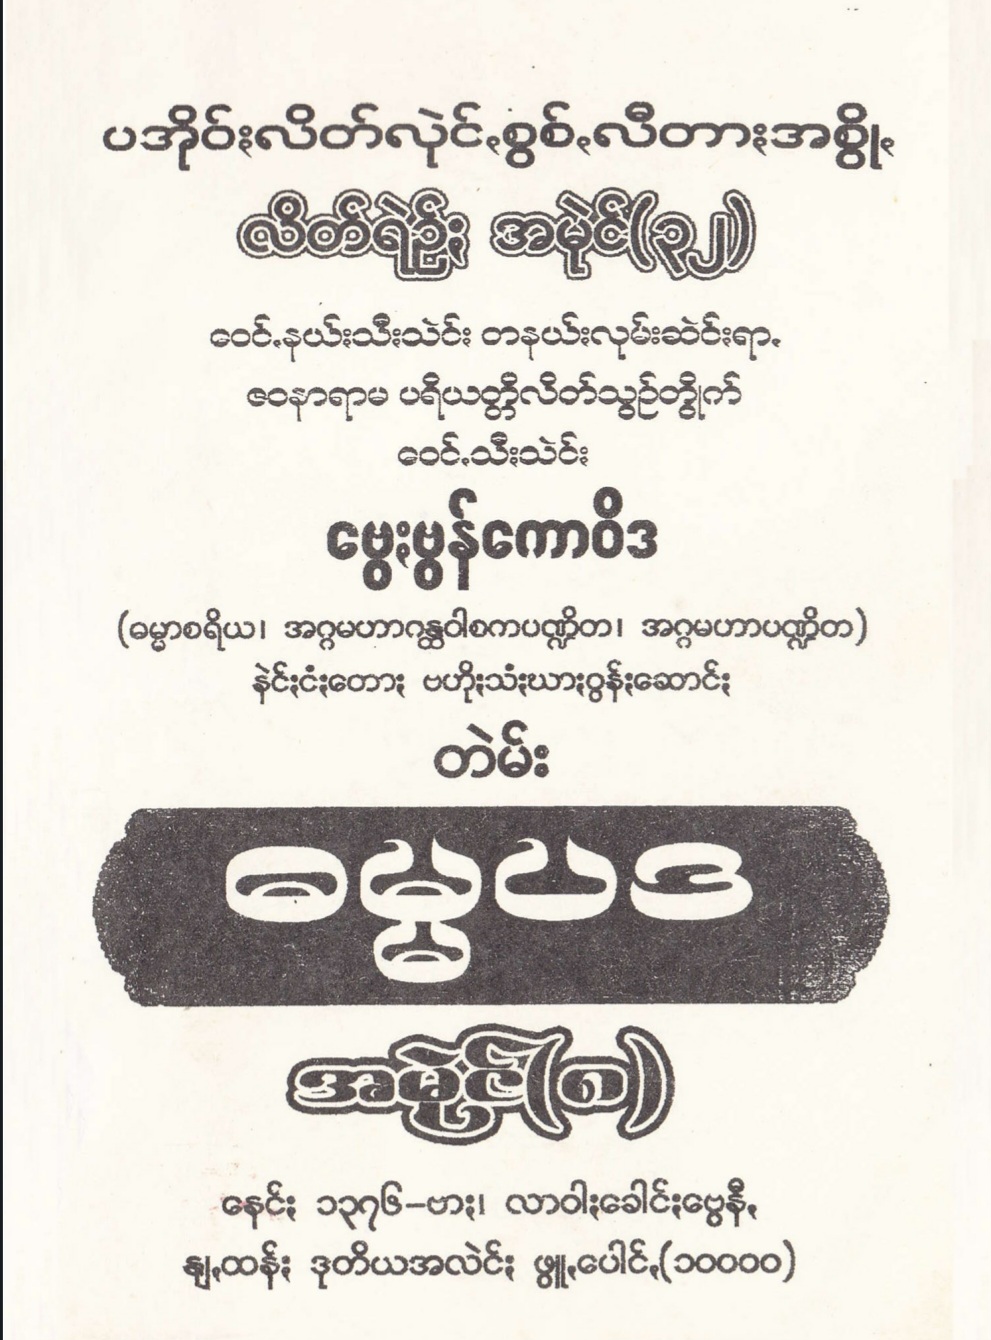 ပအိုဝ်ႏလိတ်လုဲင်ႇစွစ်ႇလီတာႏအစွိုႇ
လိတ်ရဲဉ်ႏ အမုဲင်(၃၂)
ဝေင်ႉနယ်ႏသီႏသဲင်ႏ တနယ်ႏလုမ်းဆဲင်ႏရာႉ
ဇဝနာရာမ ပရိယတ္တိလိတ်သွဉ်တွိုက်
ဝေင်ႉသီႏသဲင်ႏ
ဗွေႏဗွန်ကောဝိဒ
(ဓမ္မာစရိယ၊ အဂ္ဂမဟာဂန္ထဝါစကပဏ္ဍိတ၊ အဂ္ဂမဟာပဏ္ဍိတ)
နဲင်ႏငံႏတောႏ ဗဟိုႏသံႏဃာႏဝွန်ႏဆောင်ႏ
တဲမ်း
ဓမ္မပဒ
အမုဲင်(၈)
နေင်ႏ ၁၃၇၆–ဗာႏ၊ လာဝါႏခေါင်ႏဗွေနီႇ
နျႇထန်ႏ ဒုတိယအလဲင်ႏ ဖွူႇပေါင်ႇ(၁၀၀၀၀)